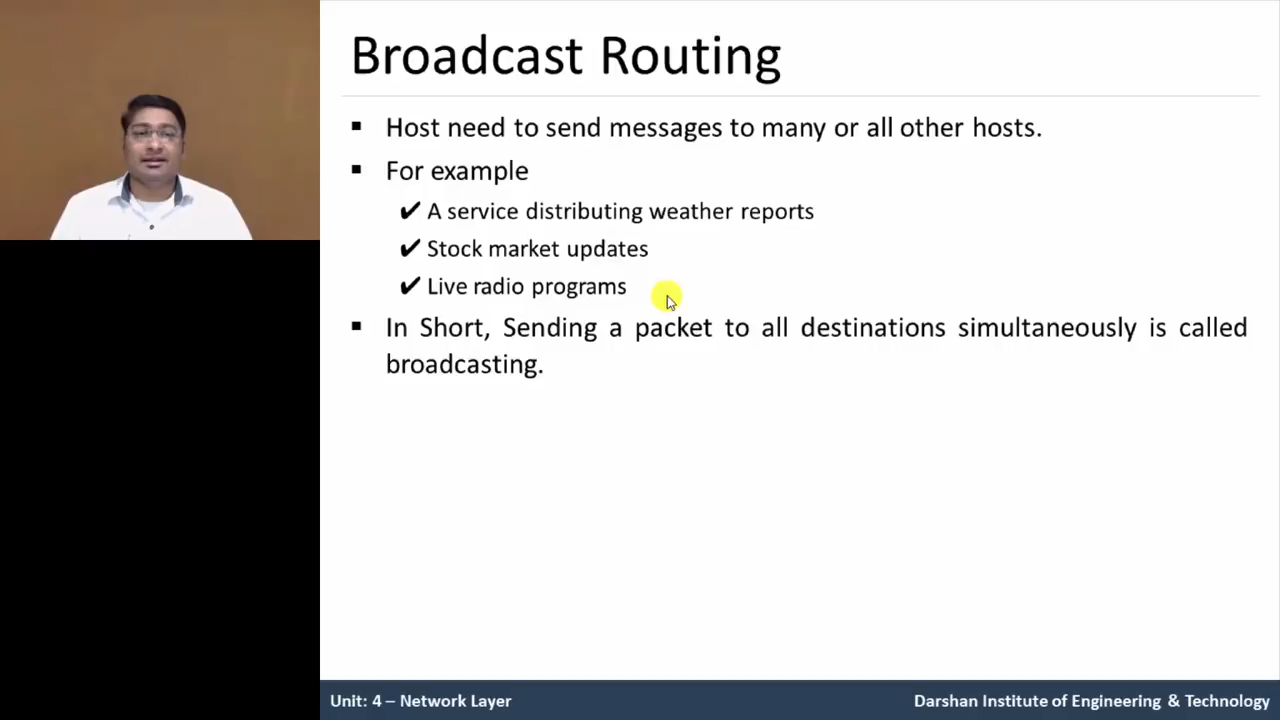 Broadcast Routing
▪ Host need to send messages to many or all other hosts.
▪ For example
✔ A service distributing weather reports
✔ Stock market updates
✔ Live radio programs
▪ In Short, Sending a packet to all destinations simultaneously is called
broadcasting.
Unit: 4 – Network Layer
Darshan Institute of Engineering & Technology